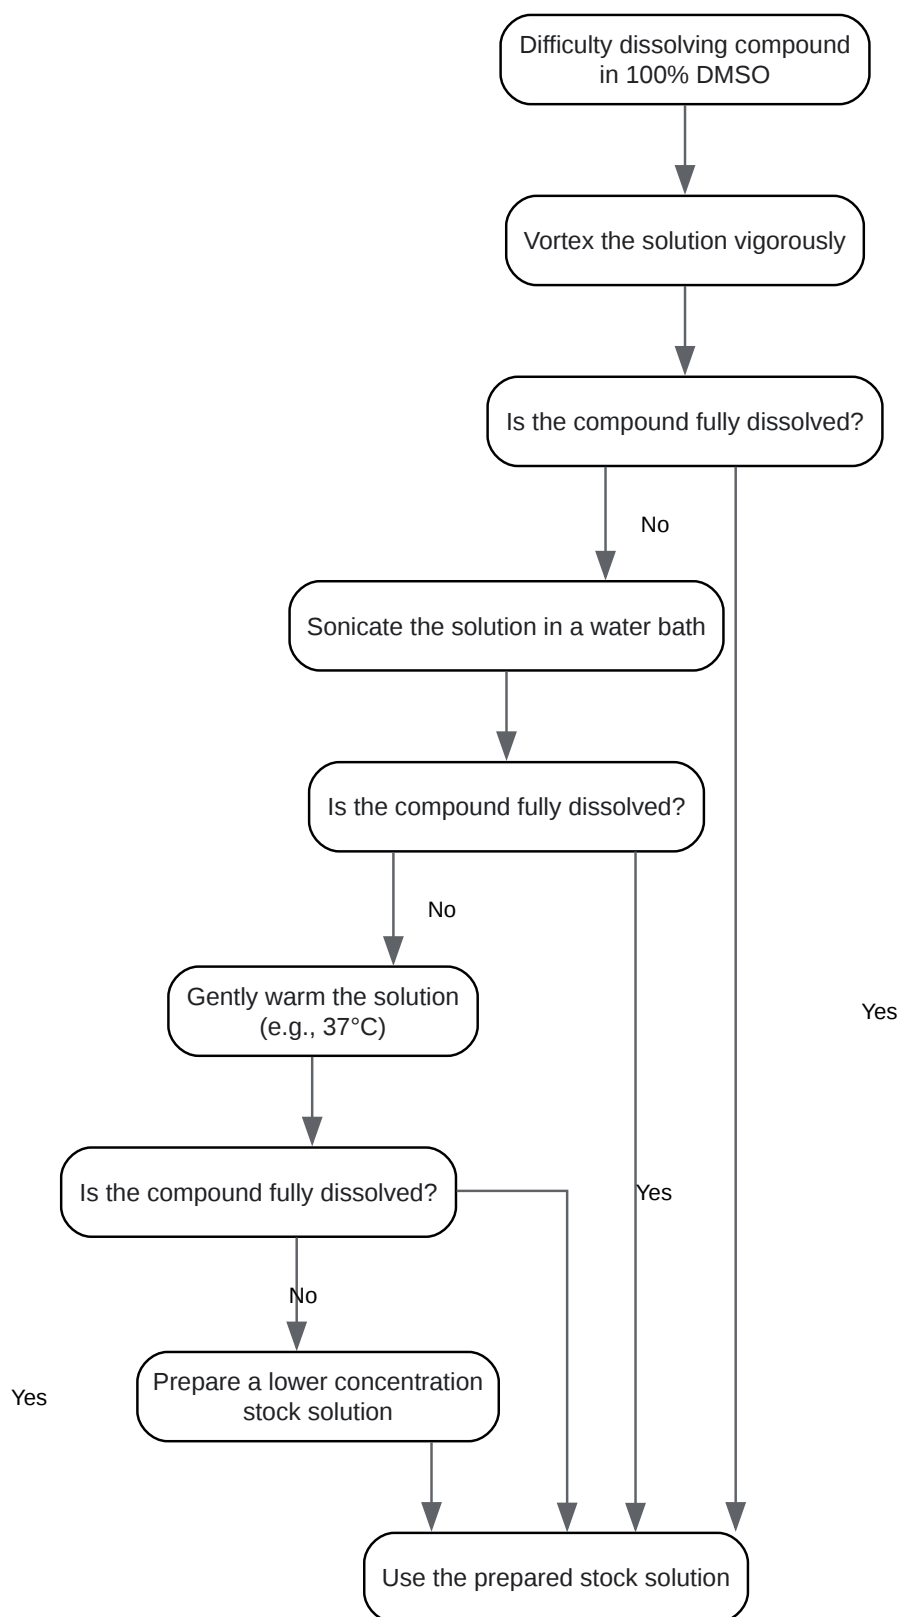 Difficulty dissolving compound
in 100% DMSO
Vortex the solution vigorously
Is the compound fully dissolved?
No
Sonicate the solution in a water bath
Is the compound fully dissolved?
No
Gently warm the solution
(e.g., 37°C)
Yes
Is the compound fully dissolved?
Yes
No
Prepare a lower concentration
stock solution
Yes
Use the prepared stock solution